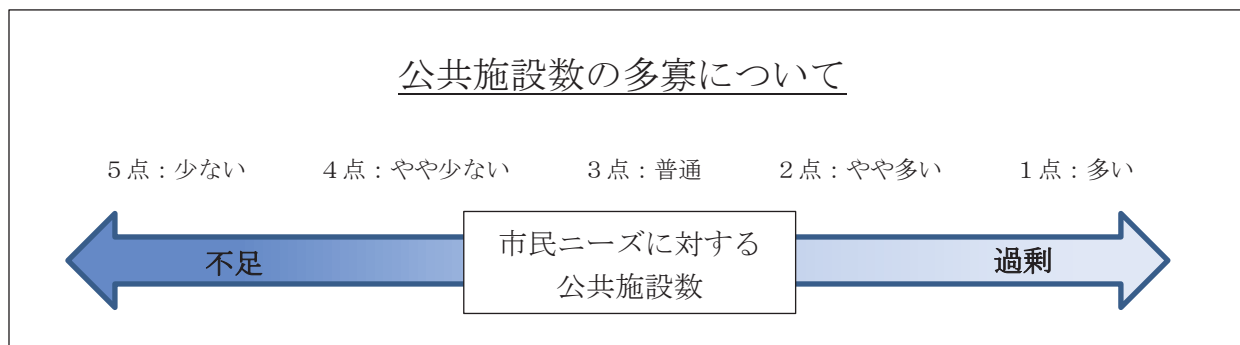 公共施設数の多寡について
５点：少ない　４点：やや少ない　３点：普通　２点：やや多い　１点：多い
不足
市民ニーズに対する
公共施設数
過剰